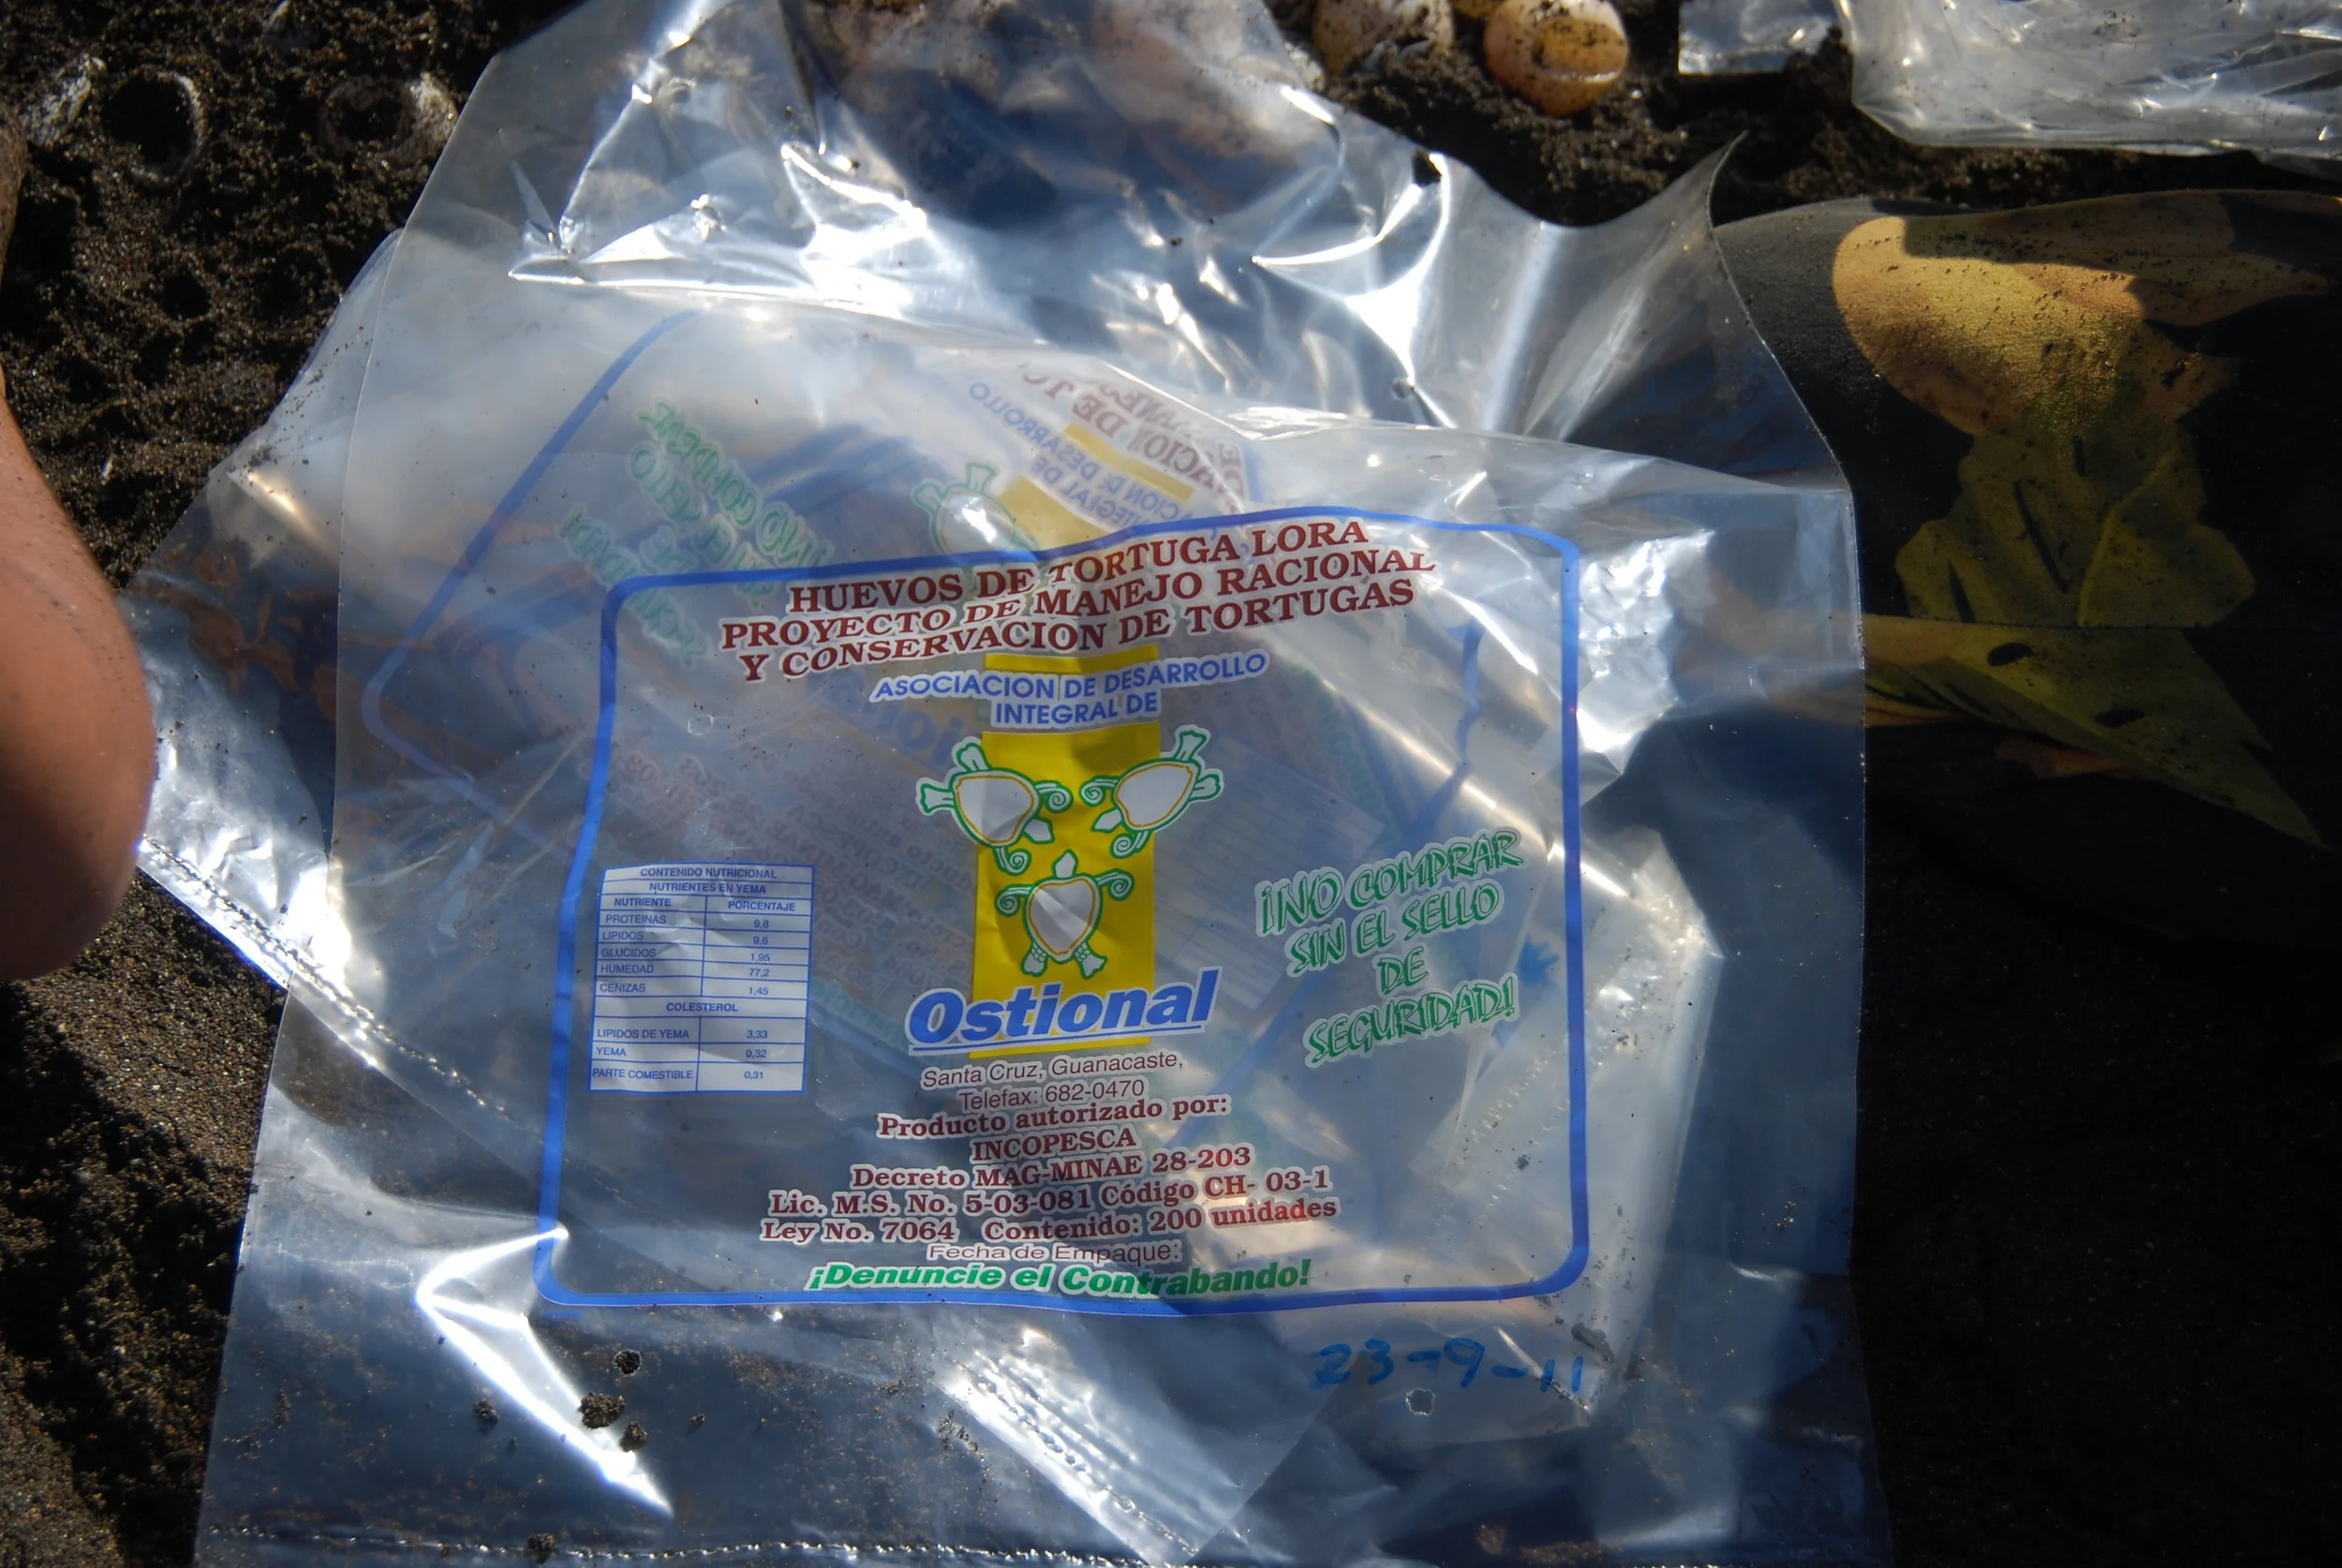 HUEVOS DE TORTUGA LORA
PROYECTO DE MANEJO RACIONAL
Y CONSERVACION DE TORTUGAS
ASOCIACION DE DESARROLLO
INTEGRAL DE
Ostional
Santa Cruz, Guanacaste,
Telefax: 682-0470
Producto autorizado por:
INCOPESCA
Decreto MAG-MINAE 28-203
Lic. M.S. No. 5-03-081 Código CH- 03-1
Ley No. 7064 Contenido: 200 unidades
Fecha de Empaque:
¡Denuncie el Contrabando!
CONTENIDO NUTRICIONAL
NUTRIENTES EN YEMA
NUTRIENTE PORCENTAJE
PROTEINAS 9,8
LIPIDOS 9,6
GLUCIDOS 1,95
HUMEDAD 77,2
CENIZAS 1,45
COLESTEROL
LIPIDOS DE YEMA 3,33
YEMA 0,32
PARTE COMESTIBLE 0,31
¡NO COMPRAR
SIN EL SELLO
DE
SEGURIDAD!
23-9-11